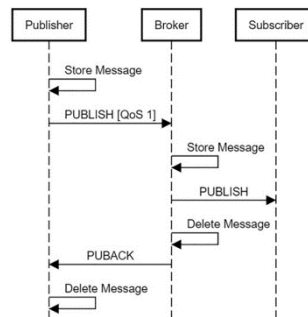 Publisher
Broker
Subscriber
Store Message
PUBLISH [QoS 1]
Store Message
PUBLISH
Delete Message
PUBACK
Delete Message